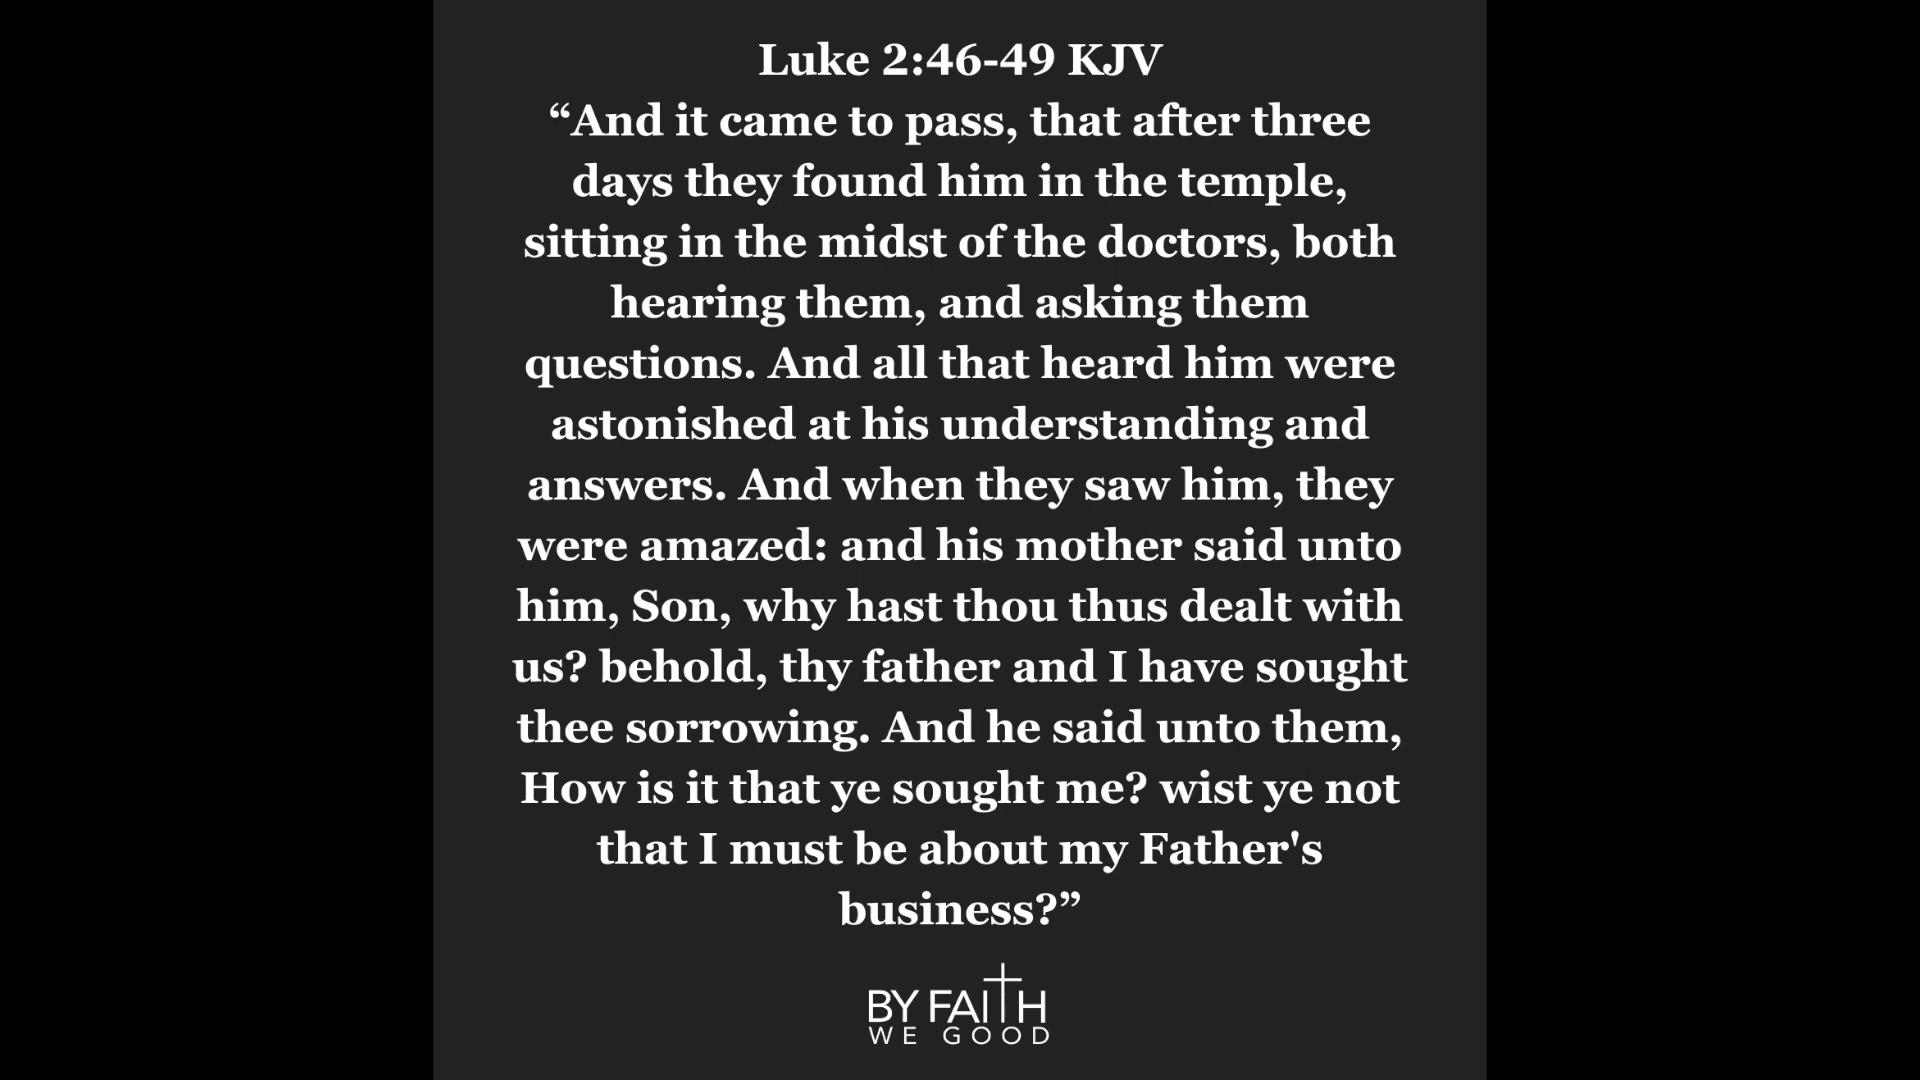 Luke 2:46-49 KJV
“And it came to pass, that after three
days they found him in the temple,
sitting in the midst of the doctors, both
hearing them, and asking them
questions. And all that heard him were
astonished at his understanding and
answers. And when they saw him, they
were amazed: and his mother said unto
him, Son, why hast thou thus dealt with
us? behold, thy father and I have sought
thee sorrowing. And he said unto them,
How is it that ye sought me? wist ye not
that I must be about my Father's
business?”
BY FAITH
WE GOOD